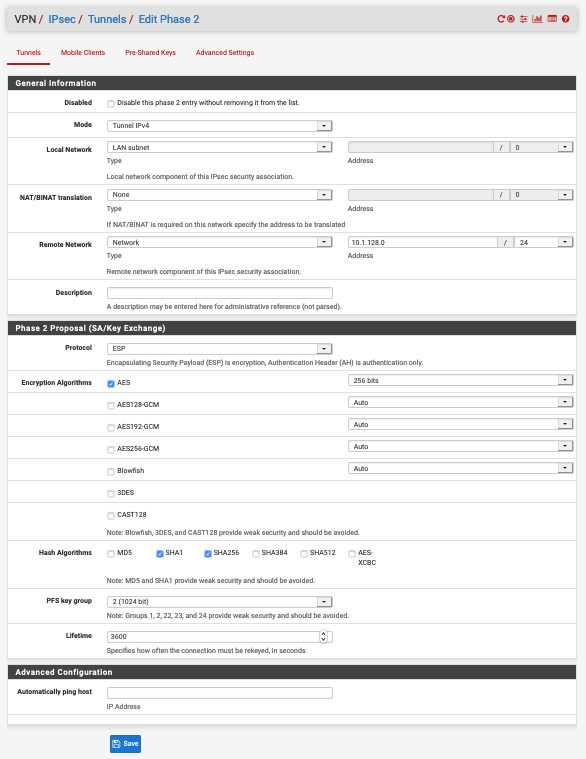 VPN / IPsec / Tunnels / Edit Phase 2
Tunnels Mobile Clients Pre-Shared Keys Advanced Settings
General Information
Disabled Disable this phase 2 entry without removing it from the list.
Mode Tunnel IPv4
Local Network LAN subnet / 0
Type Address
Local network component of this IPsec security association.
NAT/BINAT translation None / 0
Type Address
If NAT/BINAT is required on this network specify the address to be translated
Remote Network Network 10.1.128.0 / 24
Type Address
Remote network component of this IPsec security association.
Description
A description may be entered here for administrative reference (not parsed).
Phase 2 Proposal (SA/Key Exchange)
Protocol ESP
Encapsulating Security Payload (ESP) is encryption, Authentication Header (AH) is authentication only.
Encryption Algorithms AES 256 bits
AES128-GCM Auto
AES192-GCM Auto
AES256-GCM Auto
Blowfish Auto
3DES
CAST128
Note: Blowfish, 3DES, and CAST128 provide weak security and should be avoided.
Hash Algorithms MD5 SHA1 SHA256 SHA384 SHA512 AES-
XCBC
Note: MD5 and SHA1 provide weak security and should be avoided.
PFS key group 2 (1024 bit)
Note: Groups 1, 2, 22, 23, and 24 provide weak security and should be avoided.
Lifetime 3600
Specifies how often the connection must be rekeyed, in seconds
Advanced Configuration
Automatically ping host
IP Address
Save